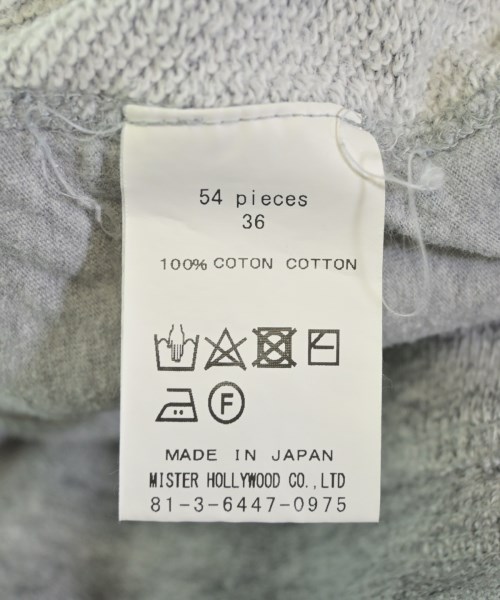 54 pieces
36
100% COTON COTTON
F
MADE IN JAPAN
MISTER HOLLYWOOD CO.,LTD
81-3-6447-0975